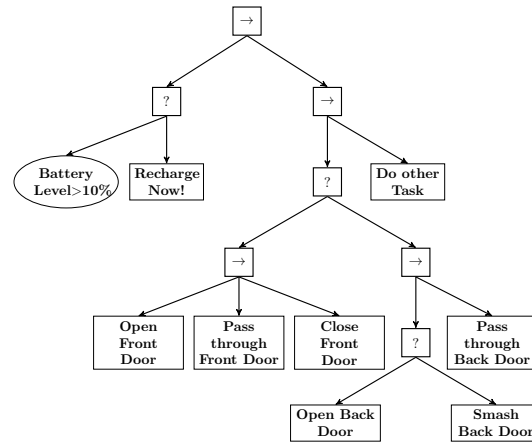 →
?
→
Battery
Level>10%
Recharge
Now!
?
Do other
Task
→
→
Open
Front
Door
Pass
through
Front Door
Close
Front
Door
?
Pass
through
Back Door
Open Back
Door
Smash
Back Door